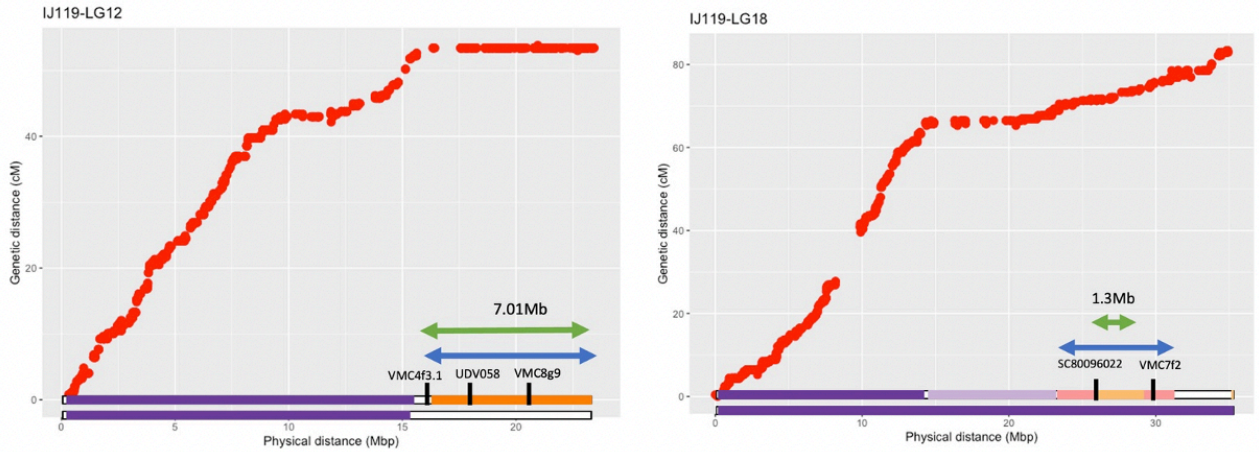 IJ119-LG12
Genetic distance (cM)
40
20
0
7.01Mb
VMC4f3.1 UDV058 VMC8g9
0 5 10 15 20
Physical distance (Mbp)
IJ119-LG18
Genetic distance (cM)
80
60
40
20
0
1.3Mb
SC80096022 VMC7f2
0 10 20 30
Physical distance (Mbp)